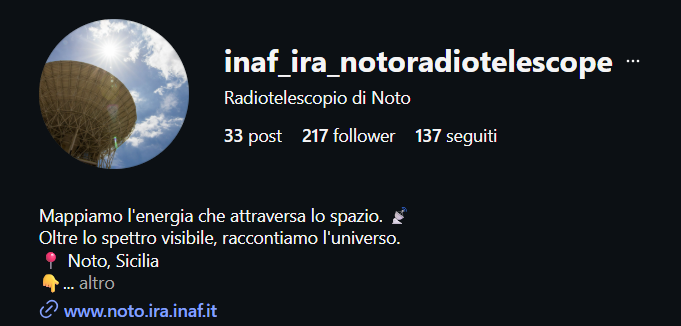 inaf_ira_notoradiotelescope ...
Radiotelescopio di Noto
33 post 217 follower 137 seguiti
Mappiamo l'energia che attraversa lo spazio. 📡
Oltre lo spettro visibile, raccontiamo l'universo.
📍 Noto, Sicilia
👇... altro
www.noto.ira.inaf.it